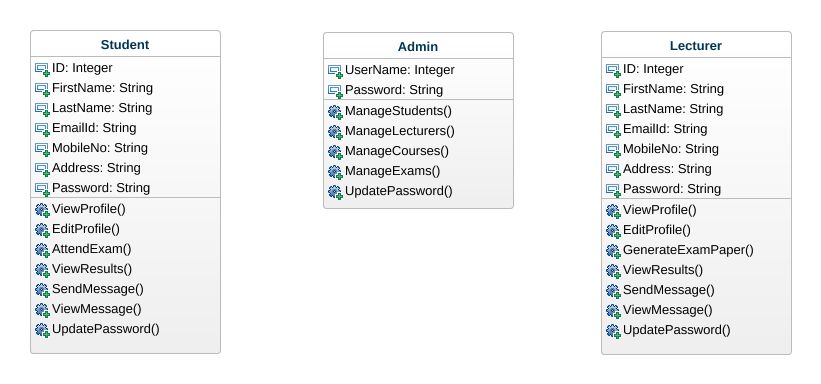 Student
ID: Integer
FirstName: String
LastName: String
EmailId: String
MobileNo: String
Address: String
Password: String
ViewProfile()
EditProfile()
AttendExam()
ViewResults()
SendMessage()
ViewMessage()
UpdatePassword()
Admin
UserName: Integer
Password: String
ManageStudents()
ManageLecturers()
ManageCourses()
ManageExams()
UpdatePassword()
Lecturer
ID: Integer
FirstName: String
LastName: String
EmailId: String
MobileNo: String
Address: String
Password: String
ViewProfile()
EditProfile()
GenerateExamPaper()
ViewResults()
SendMessage()
ViewMessage()
UpdatePassword()